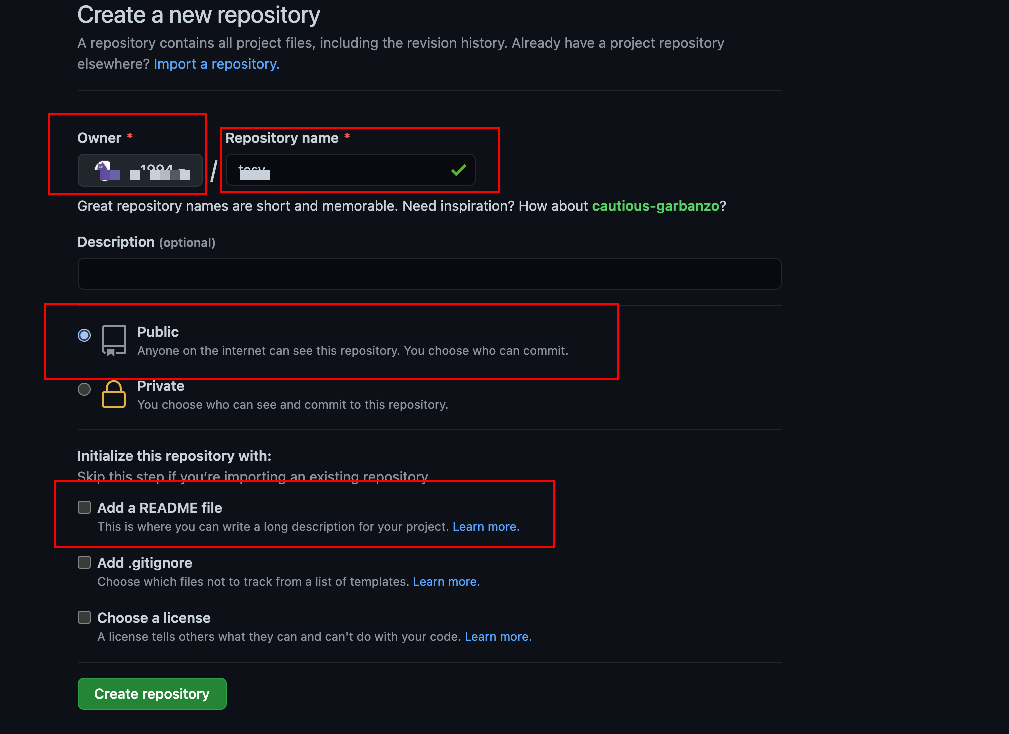 Create a new repository
A repository contains all project files, including the revision history. Already have a project repository
elsewhere? Import a repository.
Owner * Repository name *
/
Great repository names are short and memorable. Need inspiration? How about cautious-garbanzo?
Description (optional)
Public
Anyone on the internet can see this repository. You choose who can commit.
Private
You choose who can see and commit to this repository.
Initialize this repository with:
Skip this step if you're importing an existing repository
Add a README file
This is where you can write a long description for your project. Learn more.
Add .gitignore
Choose which files not to track from a list of templates. Learn more.
Choose a license
A license tells others what they can and can't do with your code. Learn more.
Create repository